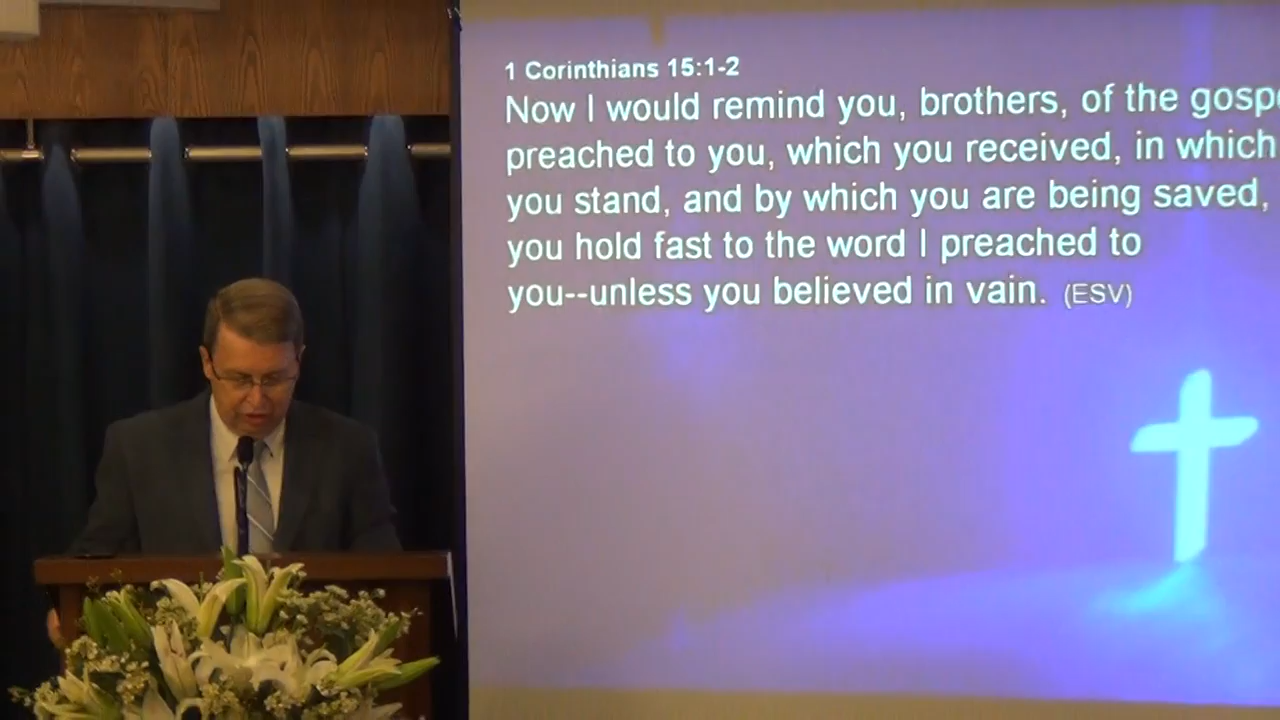 1 Corinthians 15:1-2
Now I would remind you, brothers, of the gosp
preached to you, which you received, in which
you stand, and by which you are being saved,
you hold fast to the word I preached to
you--unless you believed in vain. (ESV)